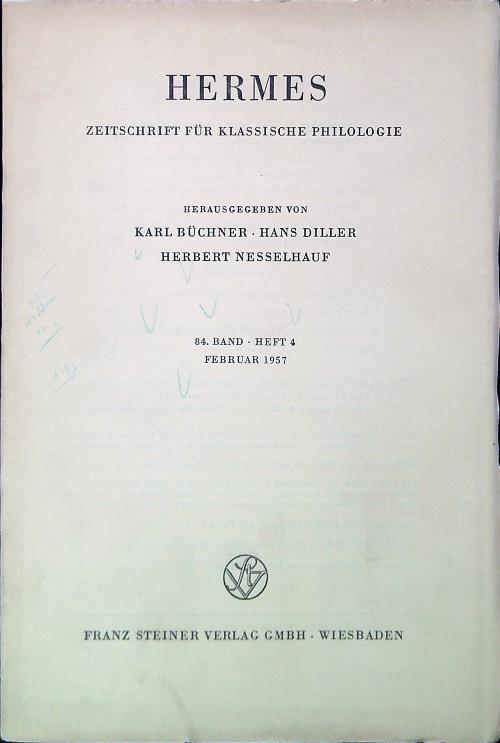 HERMES
ZEITSCHRIFT FÜR KLASSISCHE PHILOLOGIE
HERAUSGEGEBEN VON
KARL BÜCHNER · HANS DILLER
HERBERT NESSELHAUF
84. BAND · HEFT 4
FEBRUAR 1957
FRANZ STEINER VERLAG GMBH · WIESBADEN